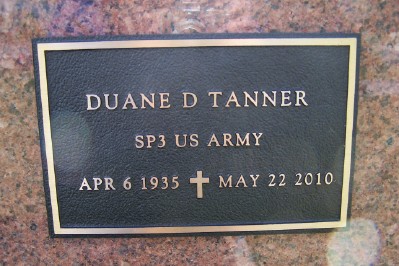 DUANE D TANNER
SP3 US ARMY
APR 6 1935 ✝ MAY 22 2010